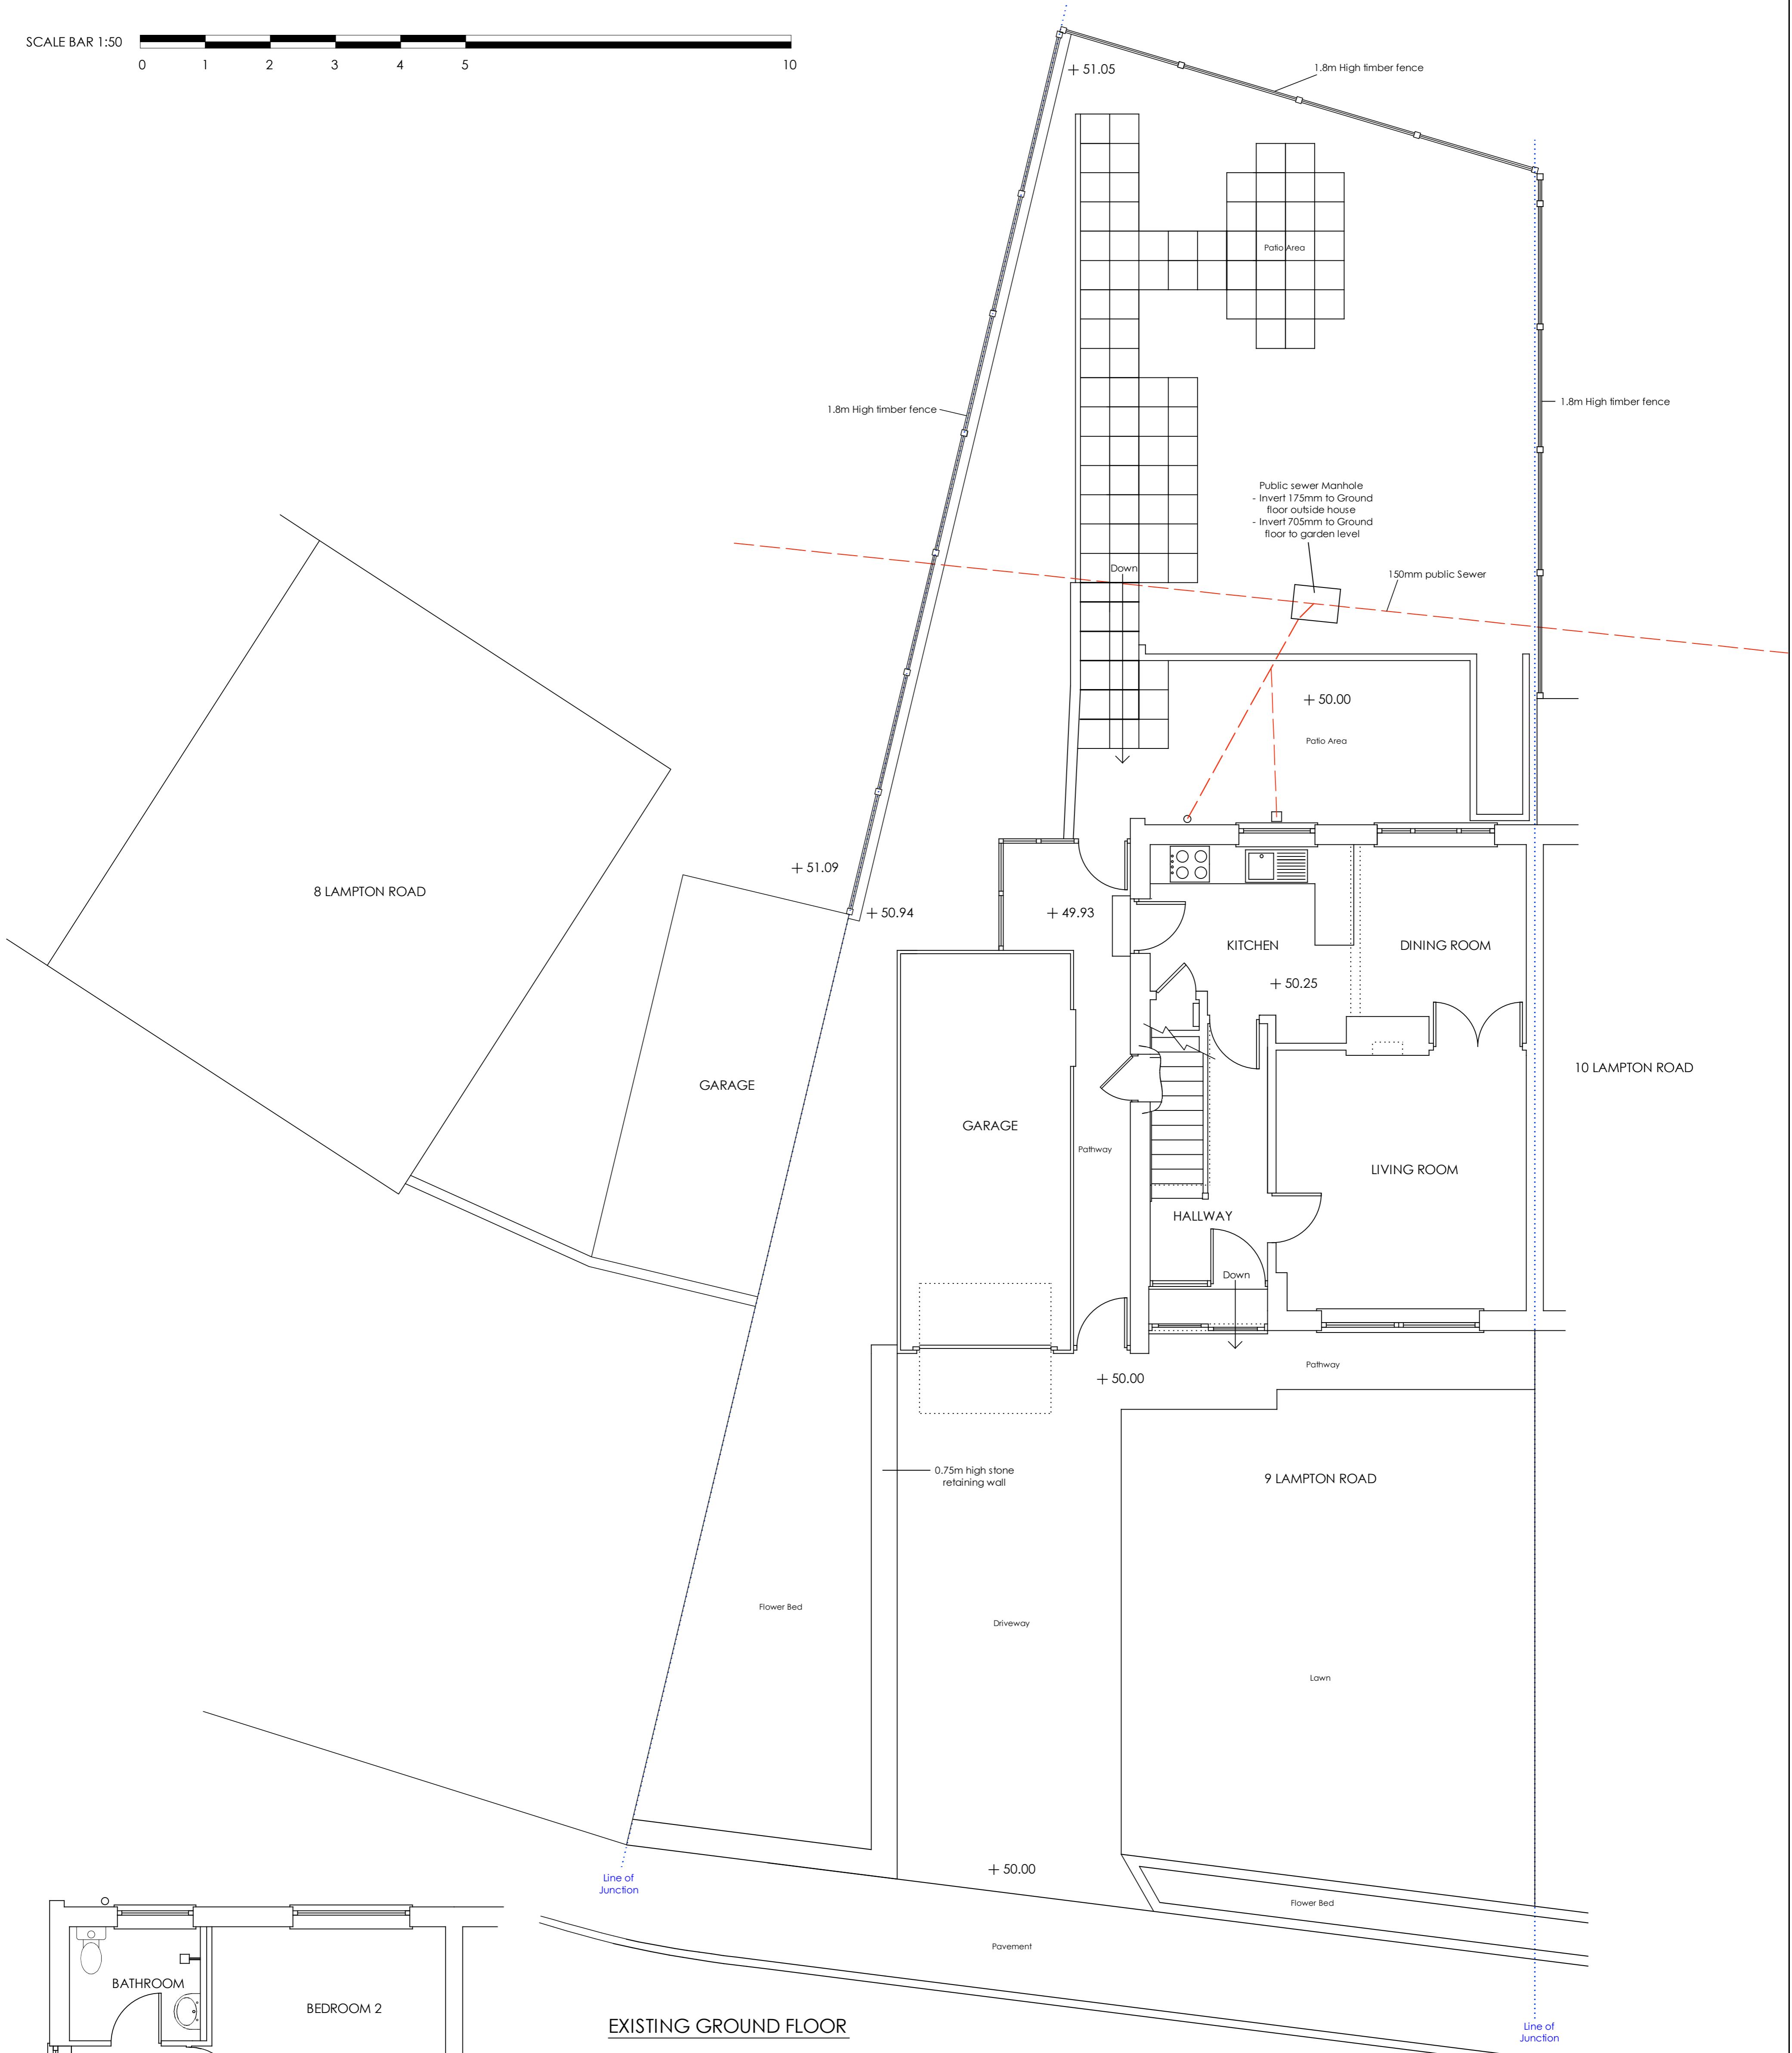 SCALE BAR 1:50
0 1 2 3 4 5 10
+ 51.05
1.8m High timber fence
Patio Area
1.8m High timber fence
1.8m High timber fence
Public sewer Manhole
- Invert 175mm to Ground
floor outside house
- Invert 705mm to Ground
floor to garden level
Down
150mm public Sewer
+ 50.00
Patio Area
+ 51.09
8 LAMPTON ROAD
+ 50.94
+ 49.93
KITCHEN
DINING ROOM
+ 50.25
10 LAMPTON ROAD
GARAGE
GARAGE
Pathway
LIVING ROOM
HALLWAY
Down
Pathway
+ 50.00
0.75m high stone
retaining wall
9 LAMPTON ROAD
Flower Bed
Driveway
Lawn
+ 50.00
Line of
Junction
Flower Bed
Pavement
BATHROOM
BEDROOM 2
EXISTING GROUND FLOOR
Line of
Junction